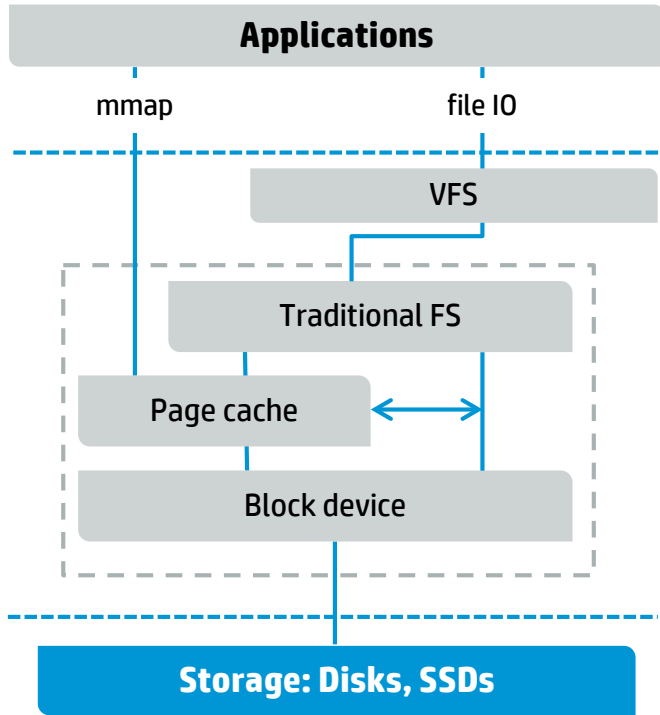 Applications
mmap
file IO
VFS
Traditional FS
Page cache
Block device
Storage: Disks, SSDs